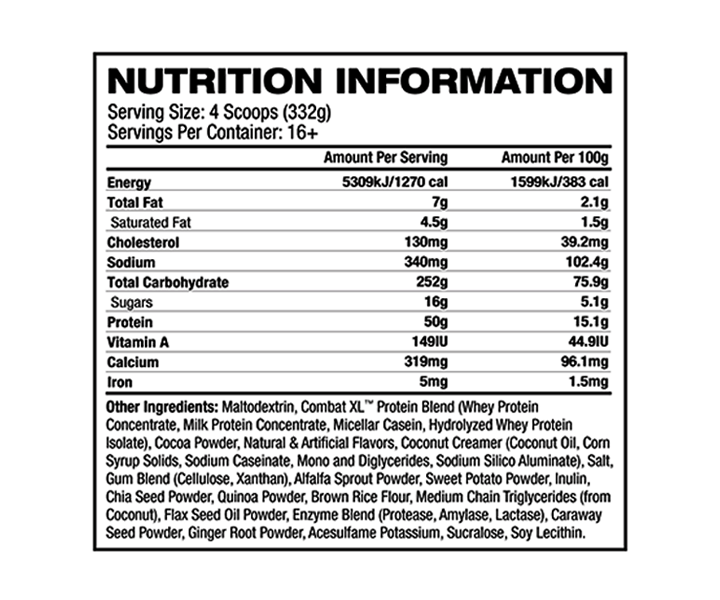 NUTRITION INFORMATION
Serving Size: 4 Scoops (332g)
Servings Per Container: 16+
Amount Per Serving Amount Per 100g
Energy 5309kJ/1270 cal 1599kJ/383 cal
Total Fat 7g 2.1g
Saturated Fat 4.5g 1.5g
Cholesterol 130mg 39.2mg
Sodium 340mg 102.4g
Total Carbohydrate 252g 75.9g
Sugars 16g 5.1g
Protein 50g 15.1g
Vitamin A 149IU 44.9IU
Calcium 319mg 96.1mg
Iron 5mg 1.5mg
Other Ingredients: Maltodextrin, Combat XL™ Protein Blend (Whey Protein
Concentrate, Milk Protein Concentrate, Micellar Casein, Hydrolyzed Whey Protein
Isolate), Cocoa Powder, Natural & Artificial Flavors, Coconut Creamer (Coconut Oil, Corn
Syrup Solids, Sodium Caseinate, Mono and Diglycerides, Sodium Silico Aluminate), Salt,
Gum Blend (Cellulose, Xanthan), Alfalfa Sprout Powder, Sweet Potato Powder, Inulin,
Chia Seed Powder, Quinoa Powder, Brown Rice Flour, Medium Chain Triglycerides (from
Coconut), Flax Seed Oil Powder, Enzyme Blend (Protease, Amylase, Lactase), Caraway
Seed Powder, Ginger Root Powder, Acesulfame Potassium, Sucralose, Soy Lecithin.